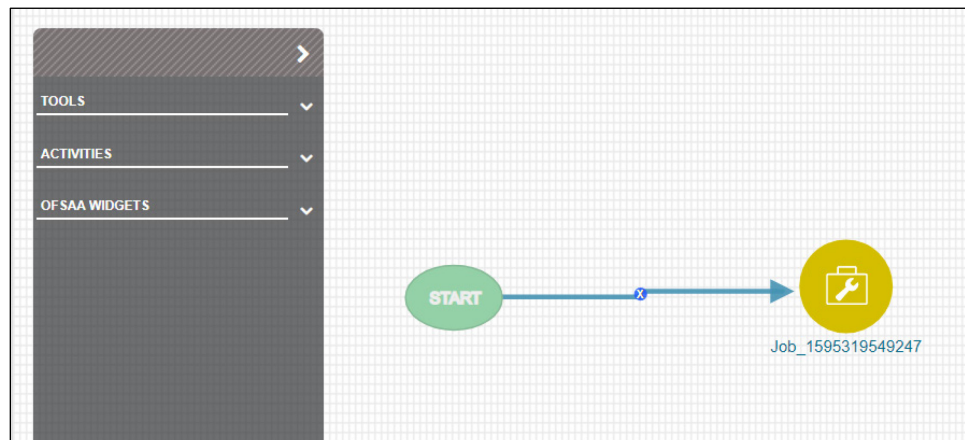 TOOLS
ACTIVITIES
OFSAA WIDGETS
START
X
Job_1595319549247